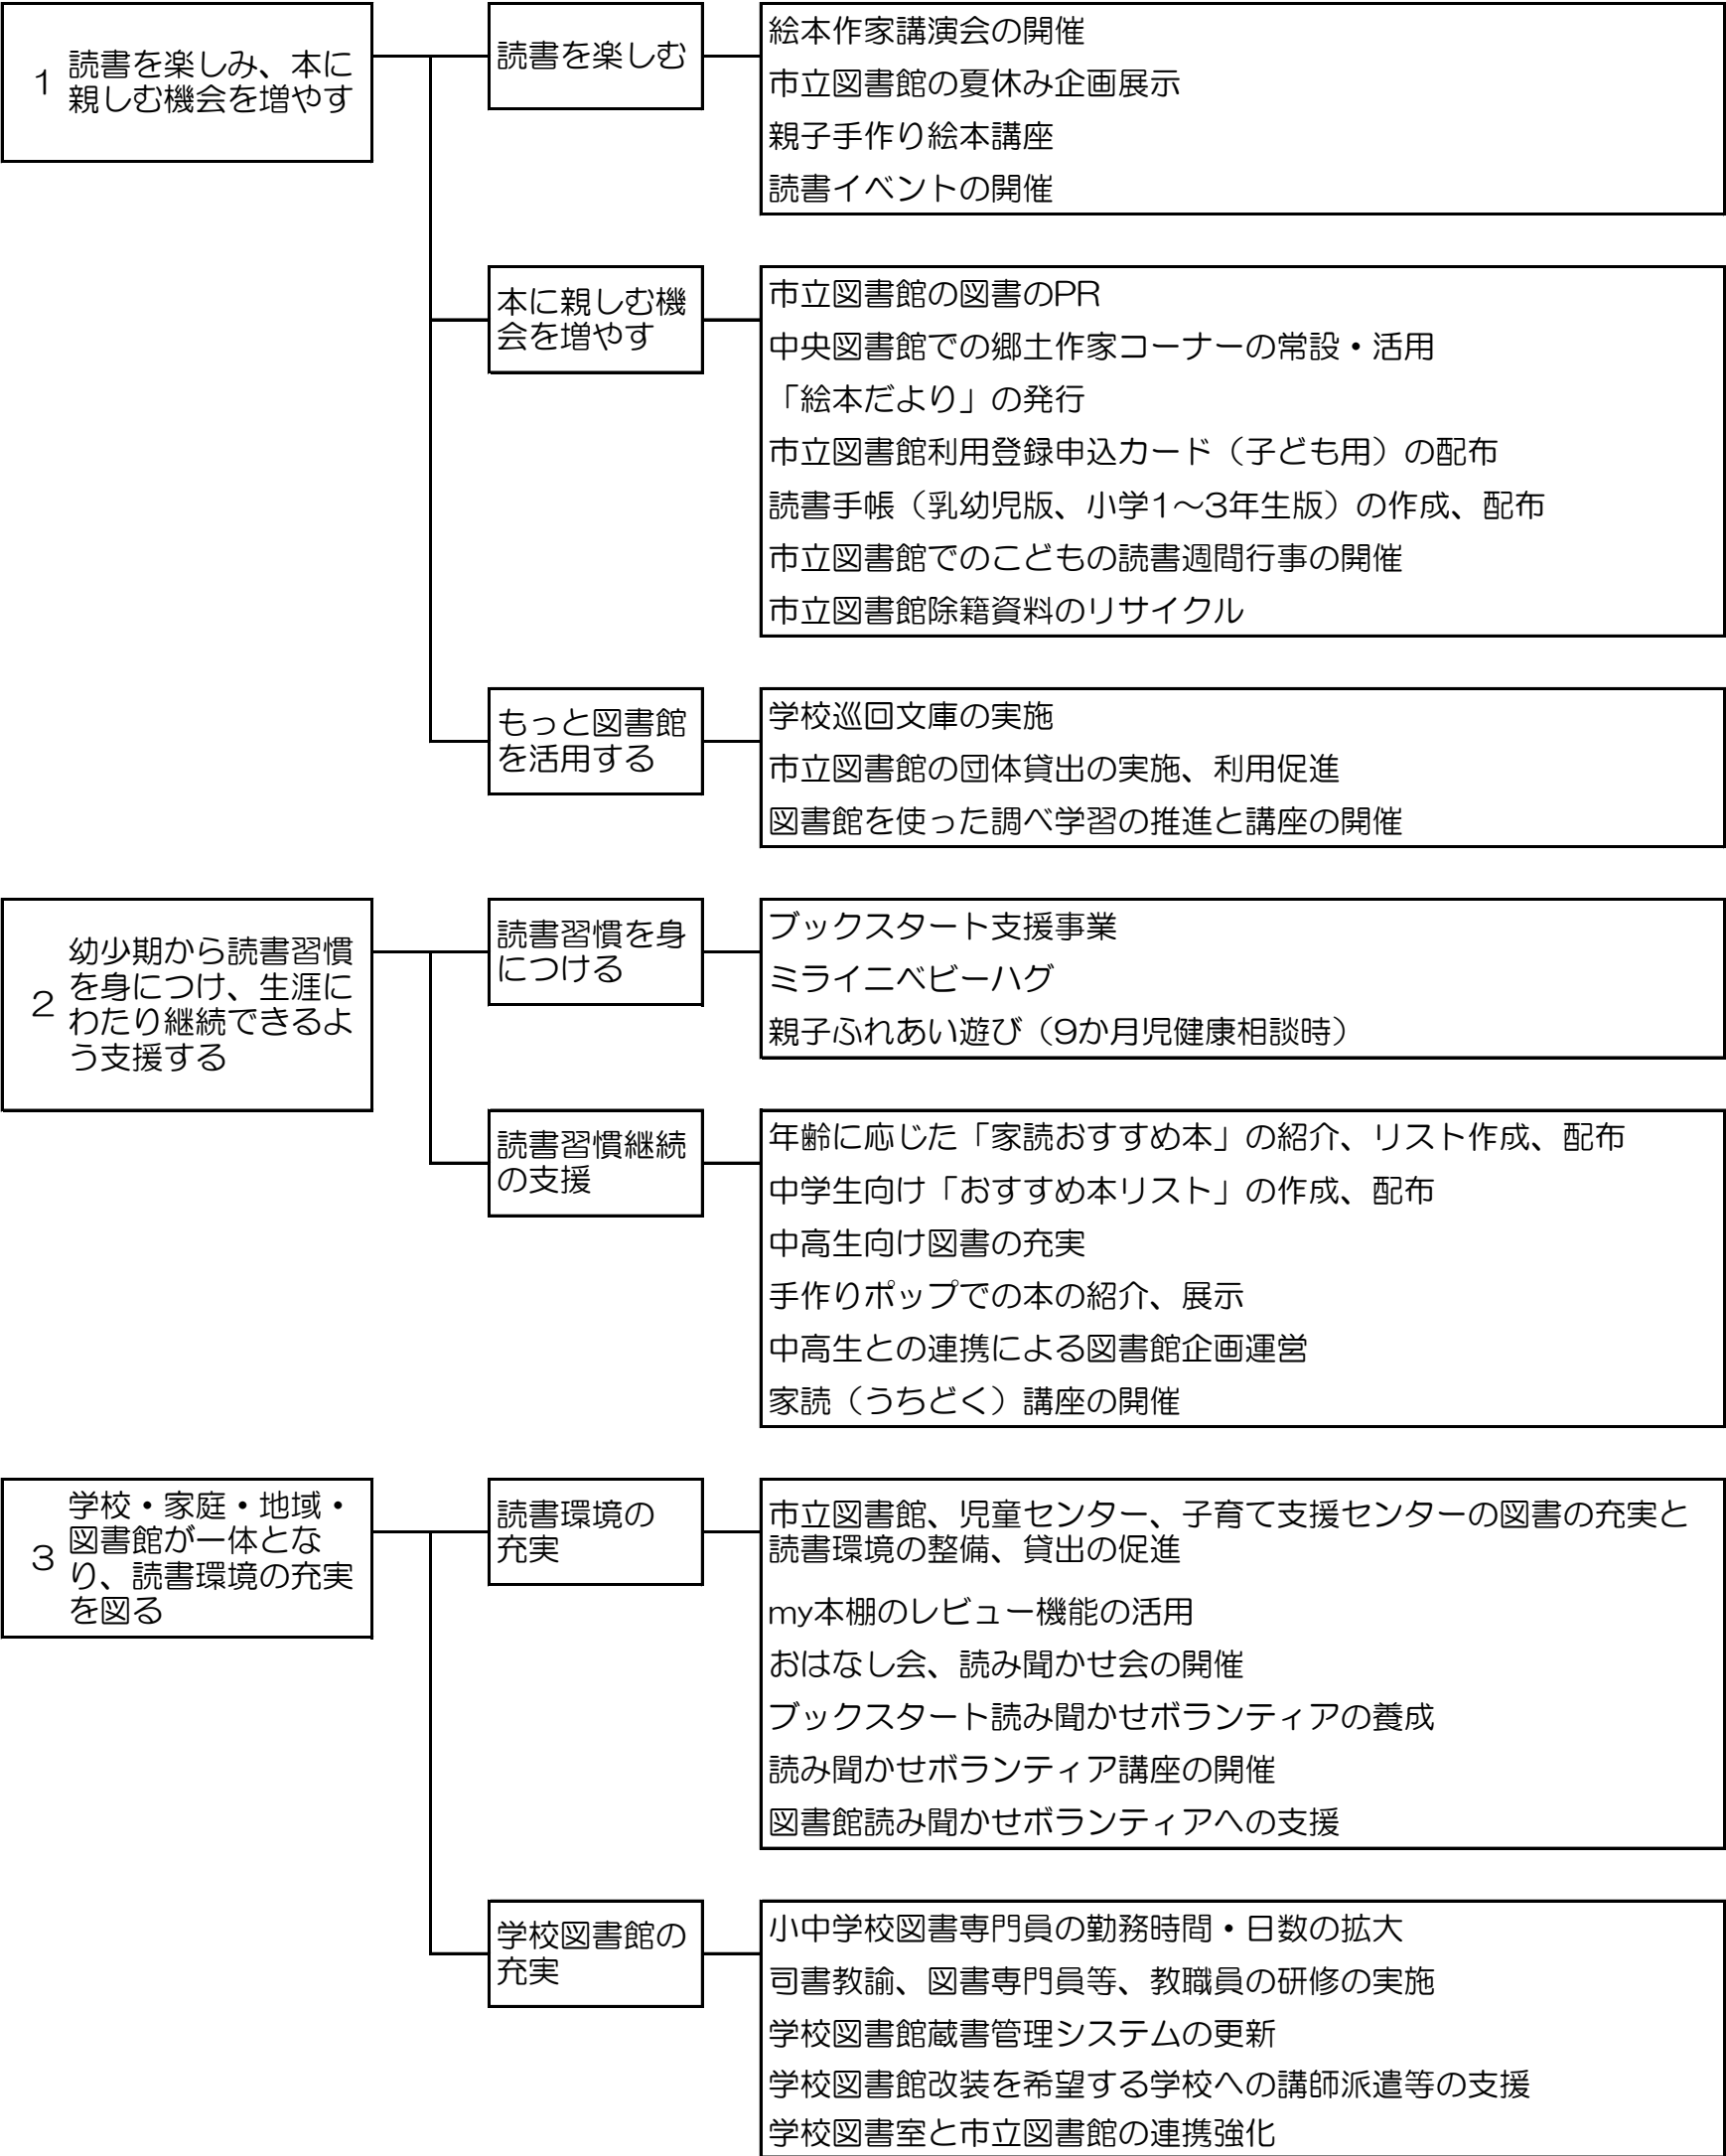 1
読書を楽しみ、本に
親しむ機会を増やす
読書を楽しむ
絵本作家講演会の開催
市立図書館の夏休み企画展示
親子手作り絵本講座
読書イベントの開催
本に親しむ機
会を増やす
市立図書館の図書のPR
中央図書館での郷土作家コーナーの常設・活用
「絵本だより」の発行
市立図書館利用登録申込カード（子ども用）の配布
読書手帳（乳幼児版、小学1～3年生版）の作成、配布
市立図書館でのこどもの読書週間行事の開催
市立図書館除籍資料のリサイクル
もっと図書館
を活用する
学校巡回文庫の実施
市立図書館の団体貸出の実施、利用促進
図書館を使った調べ学習の推進と講座の開催
2
幼少期から読書習慣
を身につけ、生涯に
わたり継続できるよ
う支援する
読書習慣を身
につける
ブックスタート支援事業
ミライニベビーハグ
親子ふれあい遊び（9か月児健康相談時）
読書習慣継続
の支援
年齢に応じた「家読おすすめ本」の紹介、リスト作成、配布
中学生向け「おすすめ本リスト」の作成、配布
中高生向け図書の充実
手作りポップでの本の紹介、展示
中高生との連携による図書館企画運営
家読（うちどく）講座の開催
3
学校・家庭・地域・
図書館が一体とな
り、読書環境の充実
を図る
読書環境の
充実
市立図書館、児童センター、子育て支援センターの図書の充実と
読書環境の整備、貸出の促進
my本棚のレビュー機能の活用
おはなし会、読み聞かせ会の開催
ブックスタート読み聞かせボランティアの養成
読み聞かせボランティア講座の開催
図書館読み聞かせボランティアへの支援
学校図書館の
充実
小中学校図書専門員の勤務時間・日数の拡大
司書教諭、図書専門員等、教職員の研修の実施
学校図書館蔵書管理システムの更新
学校図書館改装を希望する学校への講師派遣等の支援
学校図書室と市立図書館の連携強化